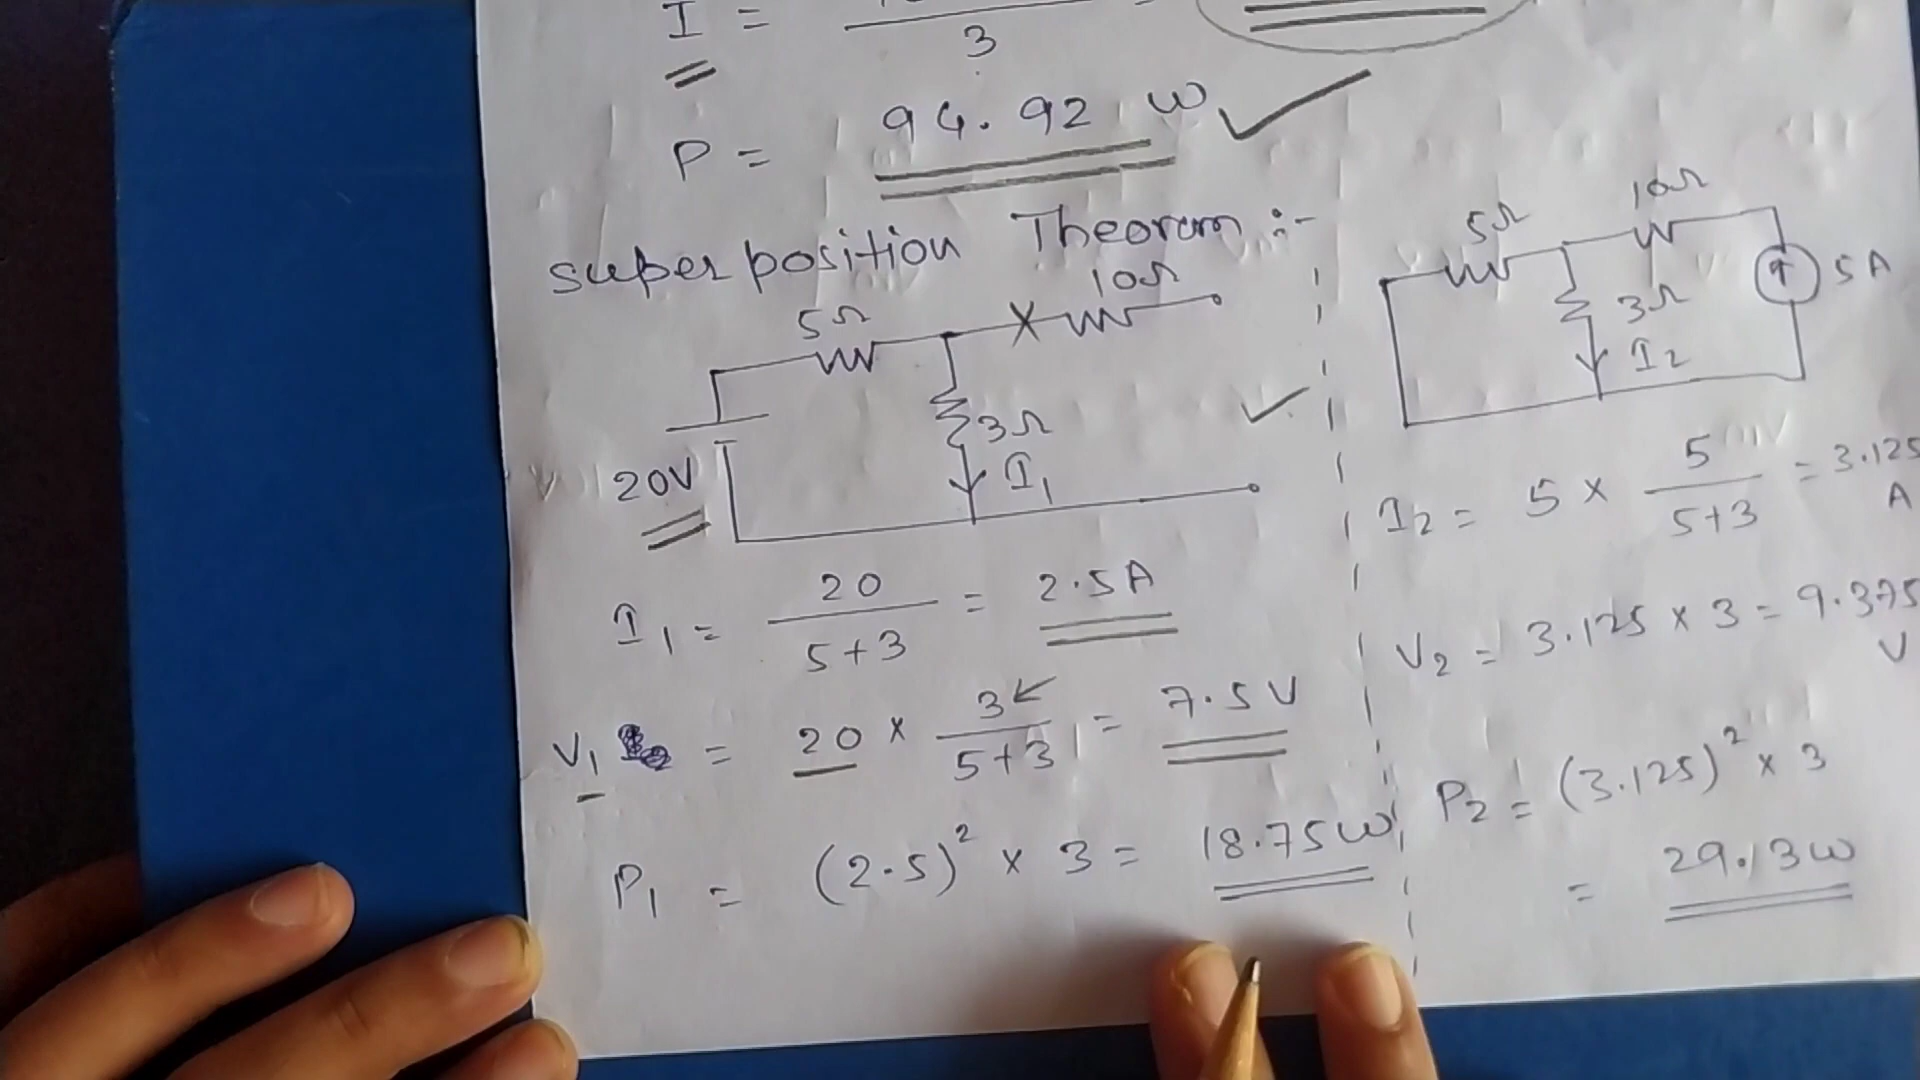 I =
3
P = 94.92 W
Superposition Theorem :-
5Ω
10Ω
3Ω
I1
20V
I1 = 20 / 5+3 = 2.5A
V1 = 20 × 3 / 5+3 = 7.5V
P1 = (2.5)² × 3 = 18.75W
5Ω
10Ω
5A
3Ω
I2
I2 = 5 × 5 / 5+3 = 3.125
A
V2 = 3.125 × 3 = 9.375
V
P2 = (3.125)² × 3
= 29.13W